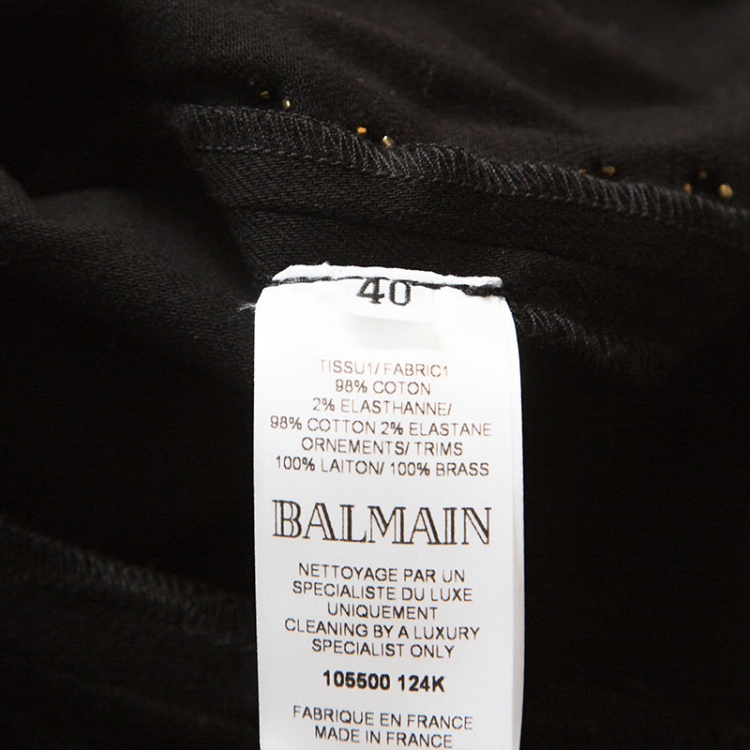 40
TISSU1/ FABRIC1
98% COTON
2% ELASTHANNE/
98% COTTON 2% ELASTANE
ORNEMENTS/ TRIMS
100% LAITON/ 100% BRASS
BALMAIN
NETTOYAGE PAR UN
SPECIALISTE DU LUXE
UNIQUEMENT
CLEANING BY A LUXURY
SPECIALIST ONLY
105500 124K
FABRIQUE EN FRANCE
MADE IN FRANCE